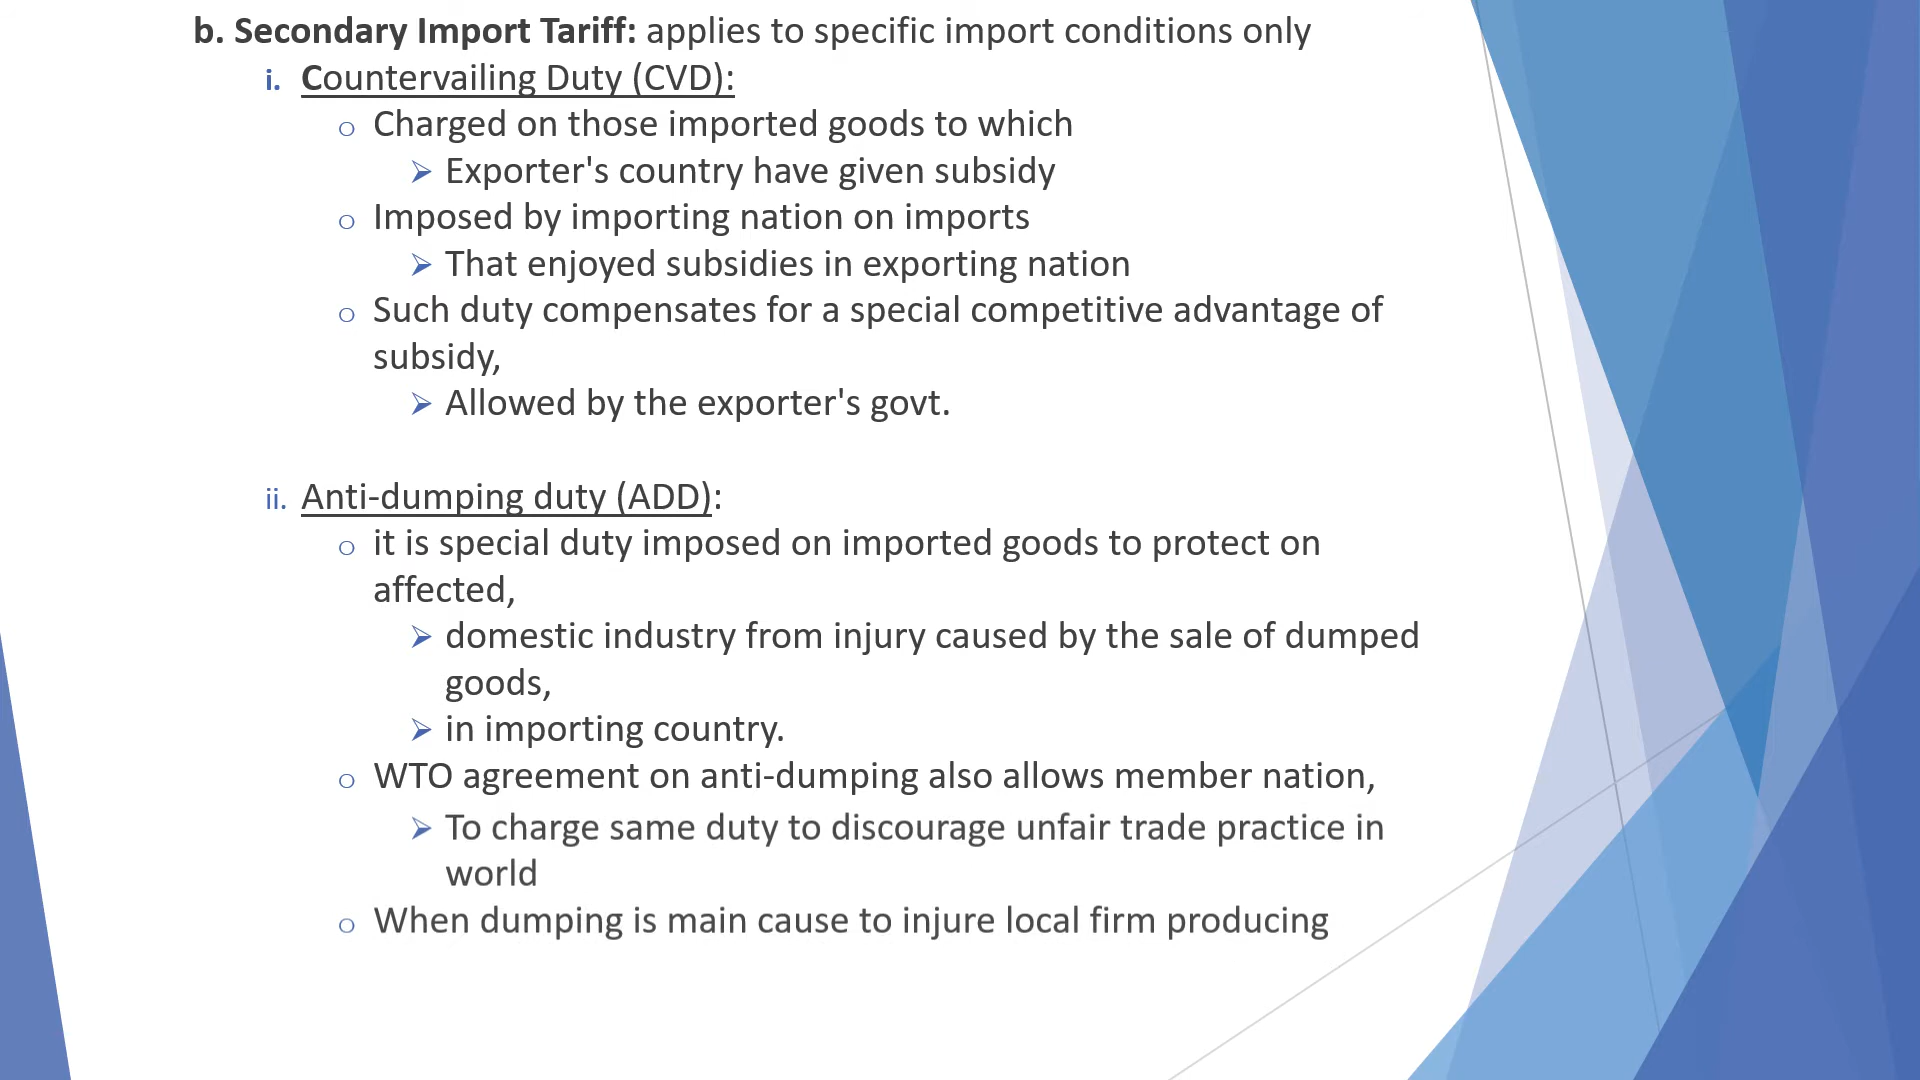 b. Secondary Import Tariff: applies to specific import conditions only
i. Countervailing Duty (CVD):
o Charged on those imported goods to which
➢ Exporter's country have given subsidy
o Imposed by importing nation on imports
➢ That enjoyed subsidies in exporting nation
o Such duty compensates for a special competitive advantage of
subsidy,
➢ Allowed by the exporter's govt.
ii. Anti-dumping duty (ADD):
o it is special duty imposed on imported goods to protect on
affected,
➢ domestic industry from injury caused by the sale of dumped
goods,
➢ in importing country.
o WTO agreement on anti-dumping also allows member nation,
➢ To charge same duty to discourage unfair trade practice in
world
o When dumping is main cause to injure local firm producing